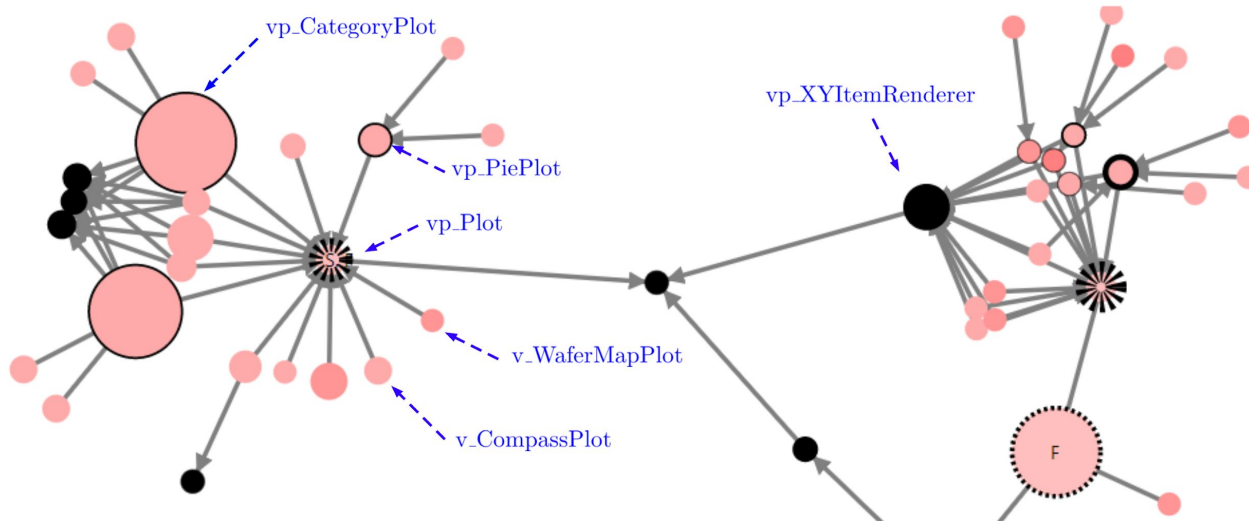 vp_CategoryPlot
vp_XYItemRenderer
vp_PiePlot
vp_Plot
S
v_WaferMapPlot
v_CompassPlot
F